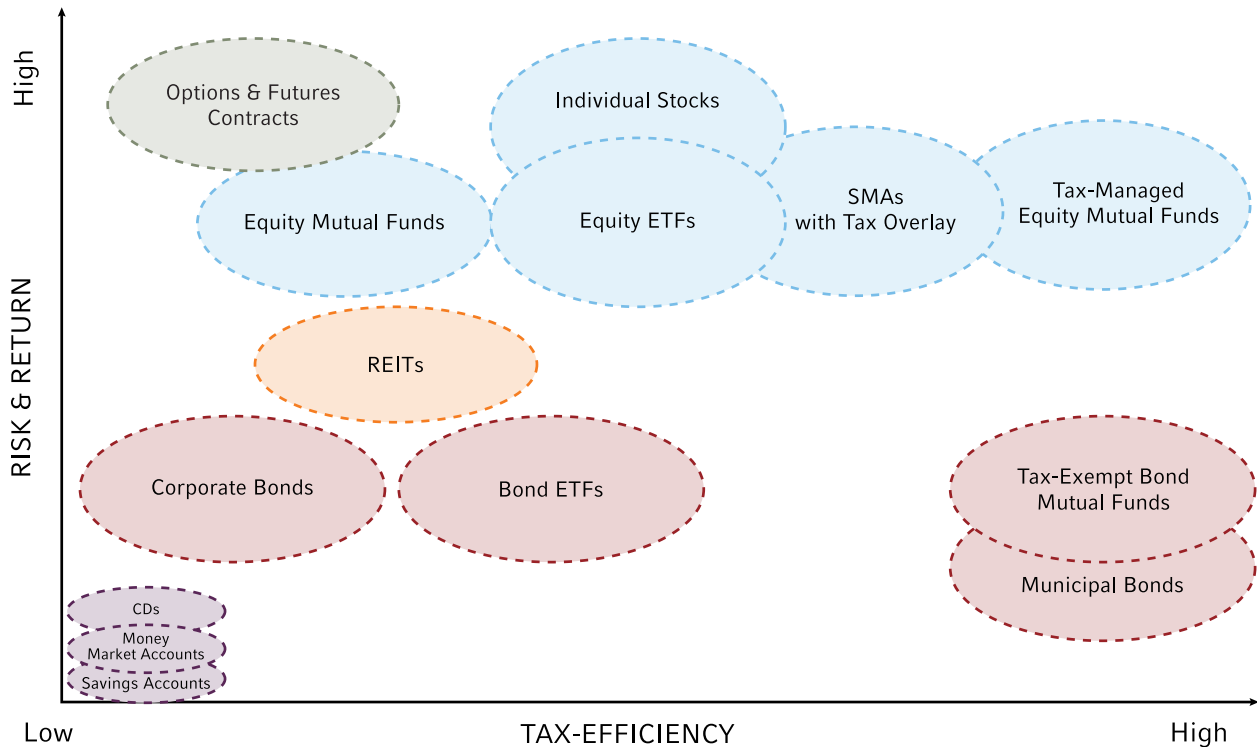 High
Options & Futures
Contracts
Individual Stocks
Equity Mutual Funds
Equity ETFs
SMAs
with Tax Overlay
Tax-Managed
Equity Mutual Funds
RISK & RETURN
REITs
Corporate Bonds
Bond ETFs
Tax-Exempt Bond
Mutual Funds
Municipal Bonds
CDs
Money
Market Accounts
Savings Accounts
Low
TAX-EFFICIENCY
High